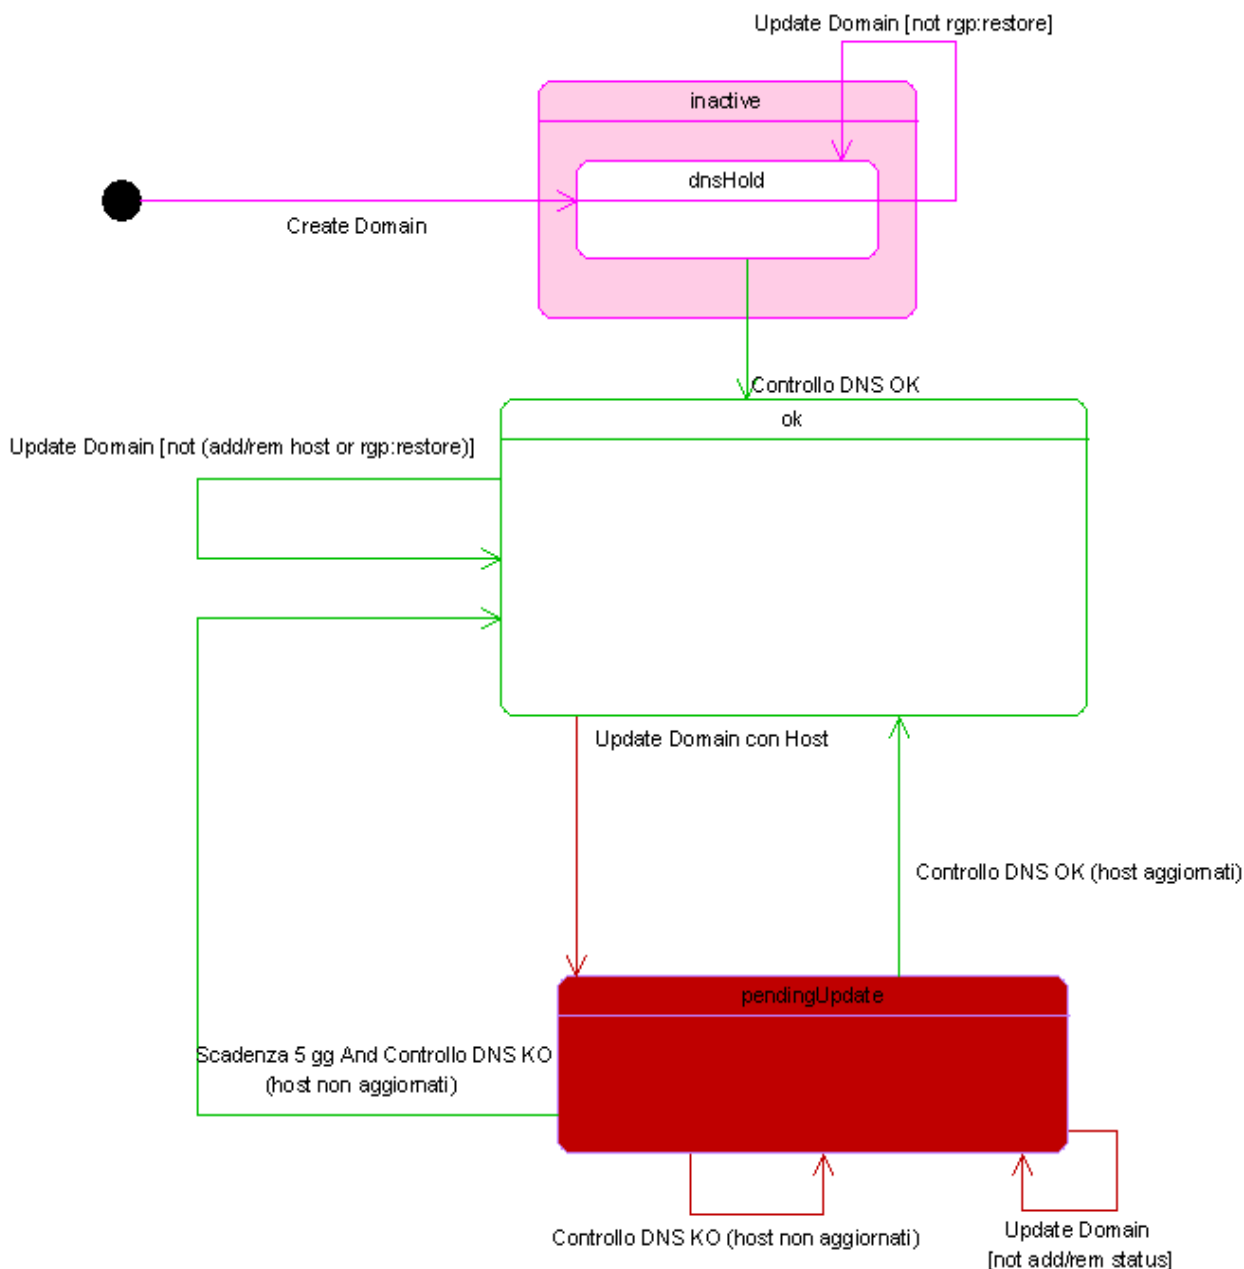 Update Domain [not rgp:restore]
inactive
dnsHold
Create Domain
Controllo DNS OK
ok
Update Domain [not (add/rem host or rgp:restore)]
Update Domain con Host
Controllo DNS OK (host aggiornati)
pendingUpdate
Scadenza 5 gg And Controllo DNS KO
(host non aggiornati)
Controllo DNS KO (host non aggiornati)
Update Domain
[not add/rem status]